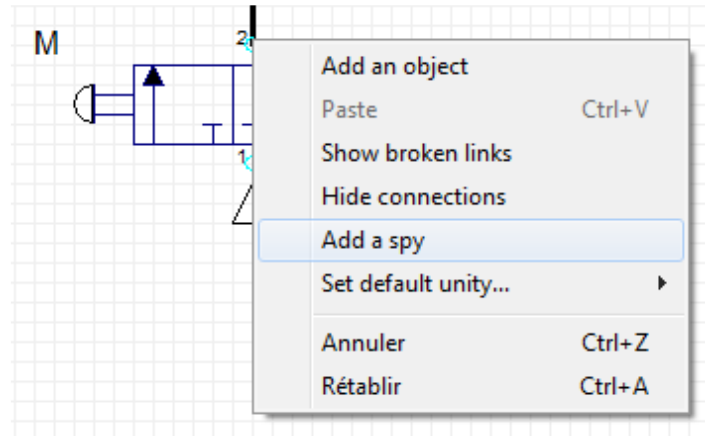 M
2
1
Add an object
Paste Ctrl+V
Show broken links
Hide connections
Add a spy
Set default unity...
Annuler Ctrl+Z
Rétablir Ctrl+A